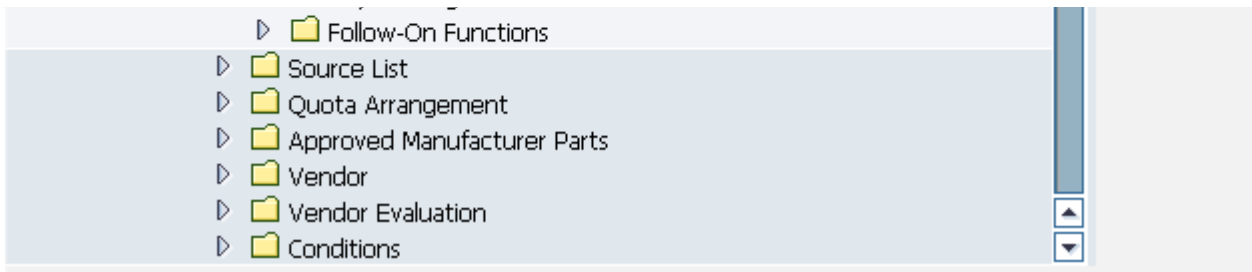 Follow-On Functions
Source List
Quota Arrangement
Approved Manufacturer Parts
Vendor
Vendor Evaluation
Conditions